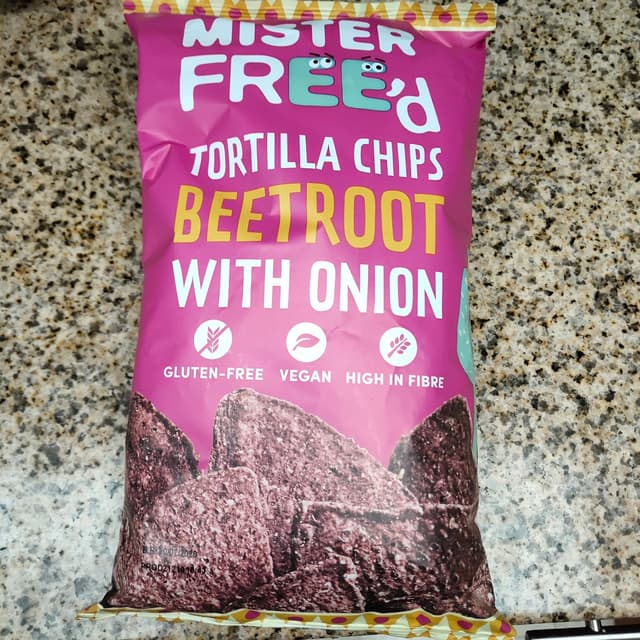 MISTER
FREE'd
TORTILLA CHIPS
BEETROOT
WITH ONION
GLUTEN-FREE VEGAN HIGH IN FIBRE